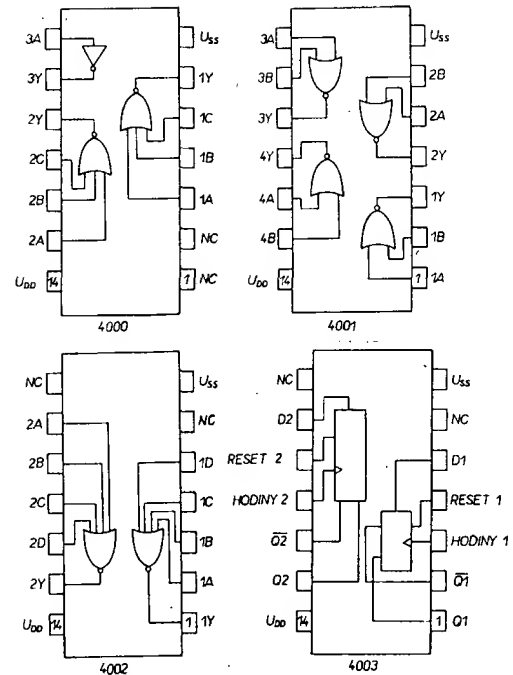 3A
USS
3Y
1Y
2Y
1C
2C
1B
2B
1A
2A
NC
UDD 14
1 NC
4000
3A
USS
3B
2B
3Y
2A
4Y
2Y
4A
1Y
4B
1B
UDD 14
1 1A
4001
NC
USS
2A
NC
2B
1D
2C
1C
2D
1B
2Y
1A
UDD 14
1 1Y
4002
NC
USS
D2
NC
RESET 2
D1
HODINY 2
RESET 1
Q̅2̅
HODINY 1
Q2
Q̅1̅
UDD 14
1 Q1
4003